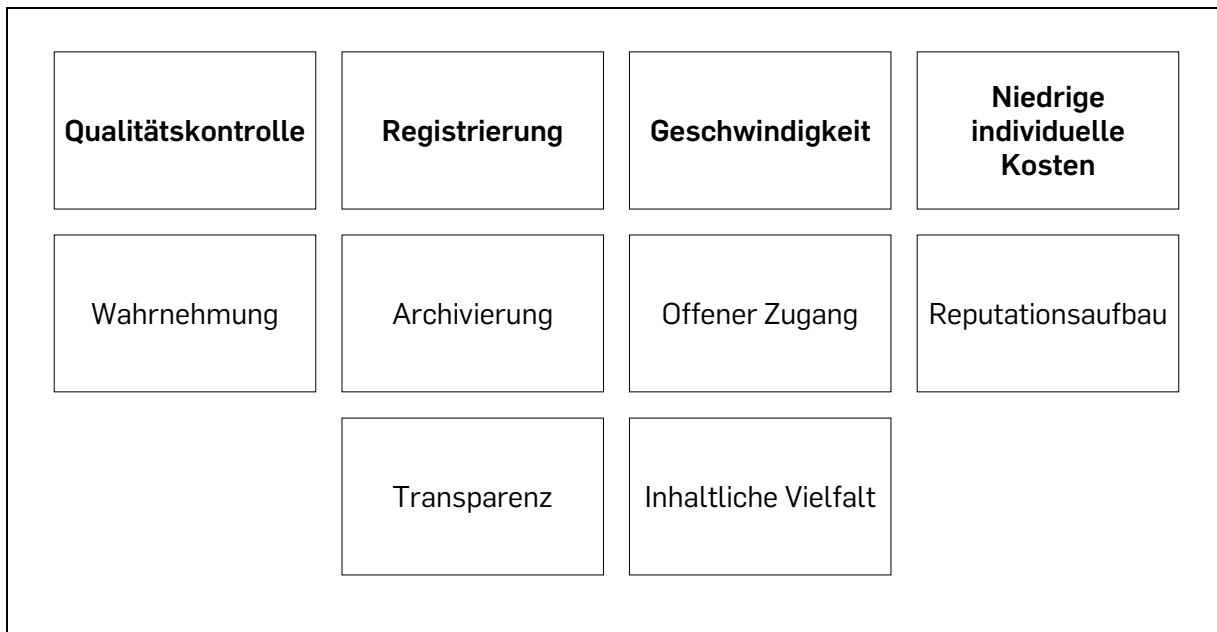 Qualitätskontrolle
Registrierung
Geschwindigkeit
Niedrige
individuelle
Kosten
Wahrnehmung
Archivierung
Offener Zugang
Reputationsaufbau
Transparenz
Inhaltliche Vielfalt